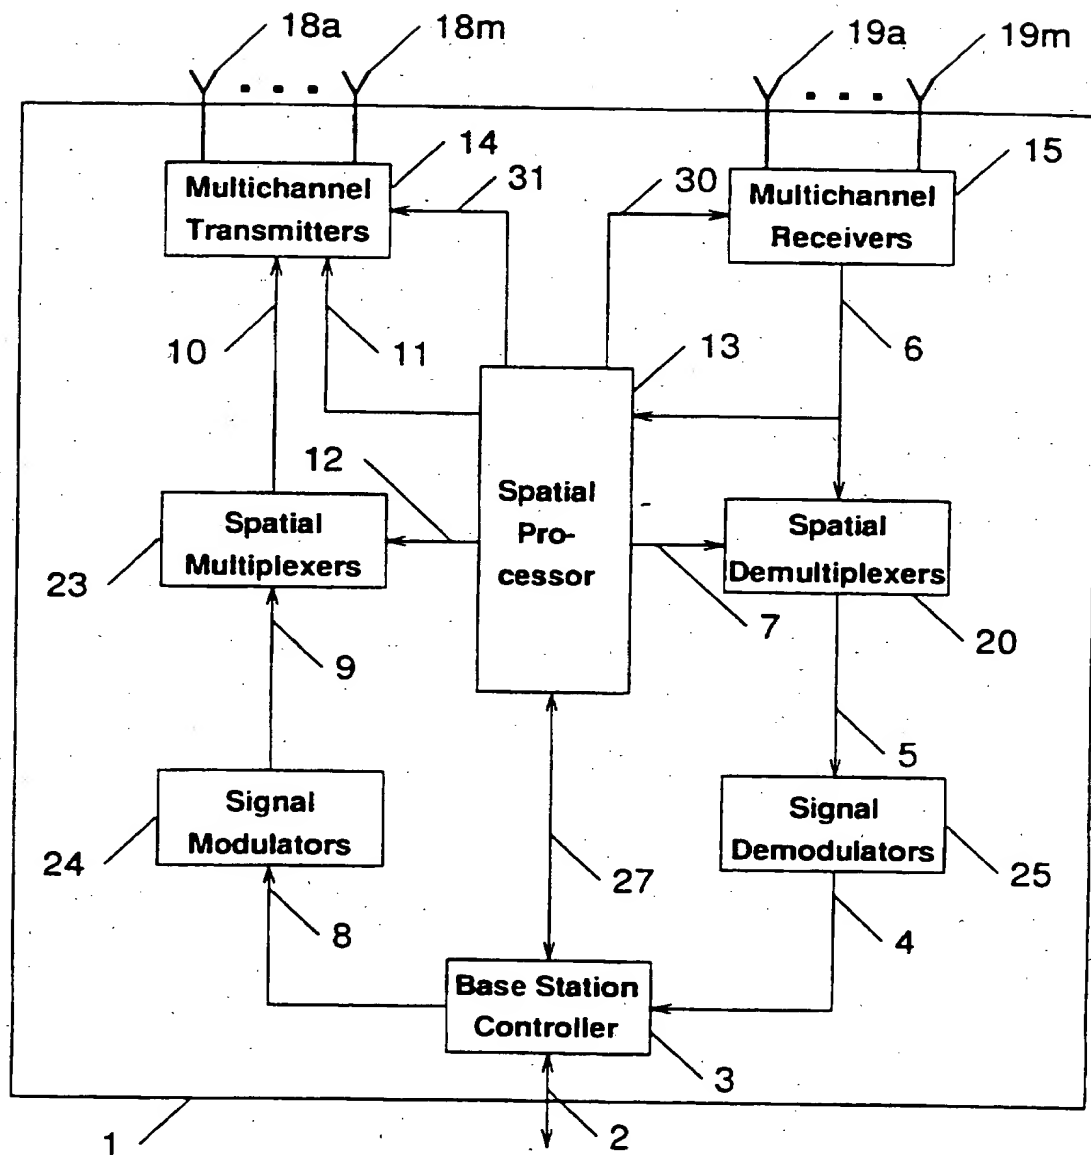 18a
18m
19a
19m
14
31
30
15
Multichannel
Transmitters
Multichannel
Receivers
10
11
13
6
12
Spatial
Pro-
cessor
Spatial
Multiplexers
Spatial
Demultiplexers
23
7
20
9
5
Signal
Modulators
Signal
Demodulators
24
27
25
8
4
Base Station
Controller
3
1
2